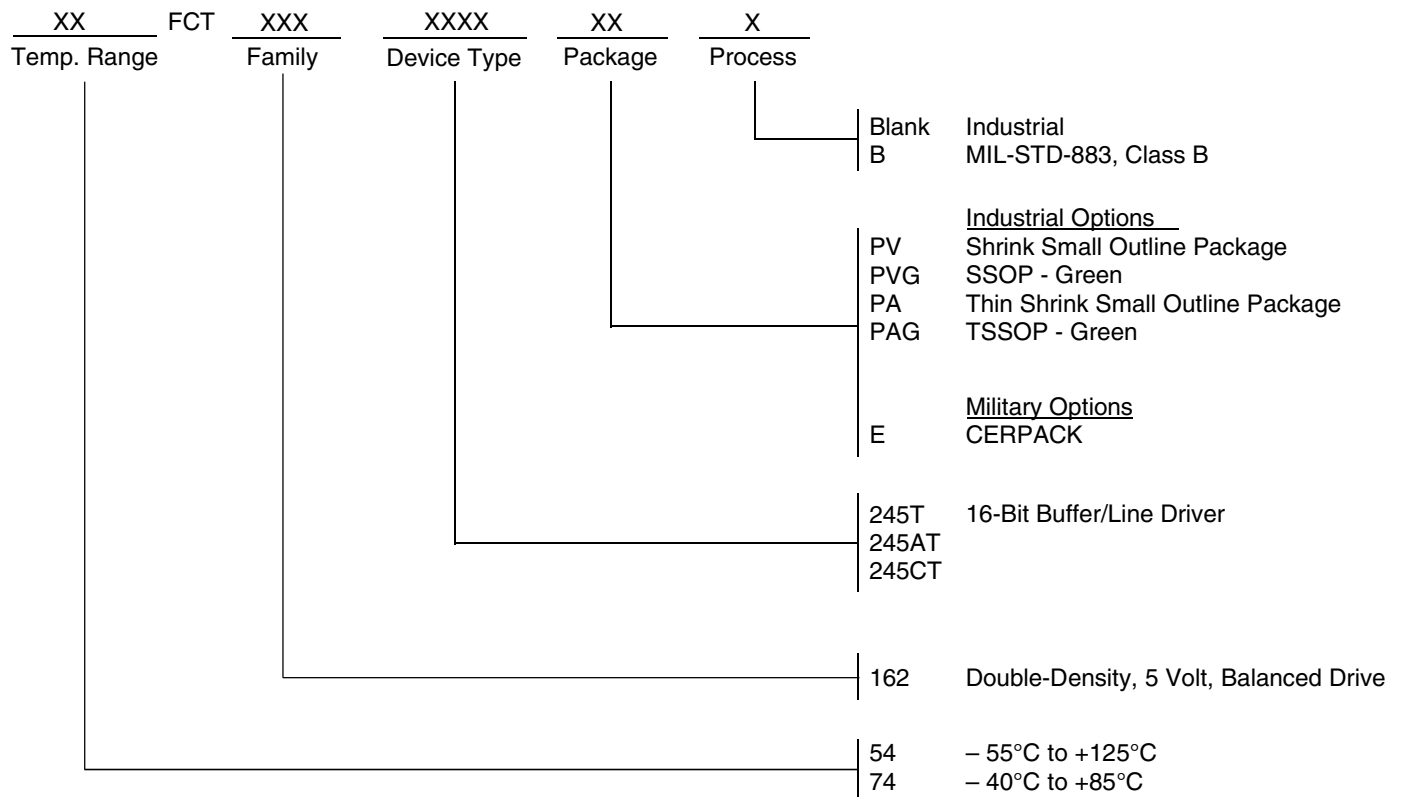 XX FCT XXX XXXX XX X
Temp. Range Family Device Type Package Process
Blank Industrial
B MIL-STD-883, Class B
Industrial Options
PV Shrink Small Outline Package
PVG SSOP - Green
PA Thin Shrink Small Outline Package
PAG TSSOP - Green
Military Options
E CERPACK
245T 16-Bit Buffer/Line Driver
245AT
245CT
162 Double-Density, 5 Volt, Balanced Drive
54 – 55°C to +125°C
74 – 40°C to +85°C